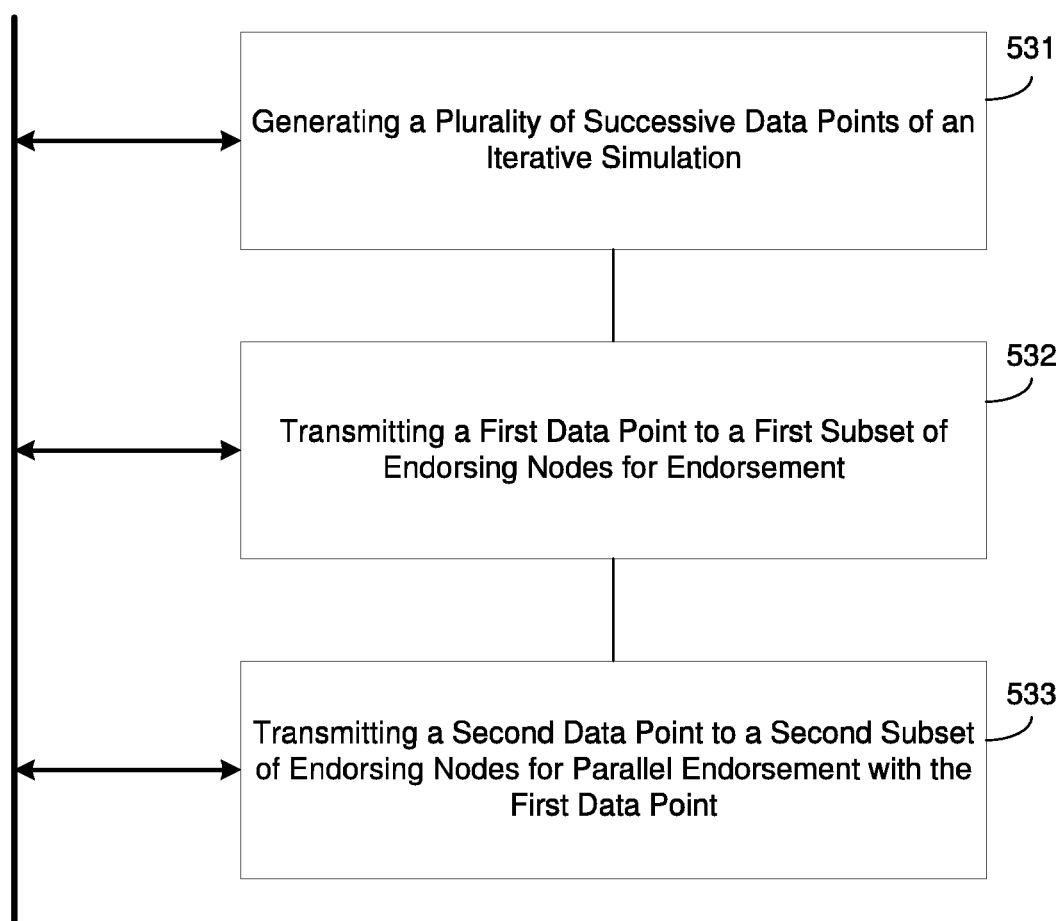 531
Generating a Plurality of Successive Data Points of an
Iterative Simulation
532
Transmitting a First Data Point to a First Subset of
Endorsing Nodes for Endorsement
533
Transmitting a Second Data Point to a Second Subset
of Endorsing Nodes for Parallel Endorsement with the
First Data Point